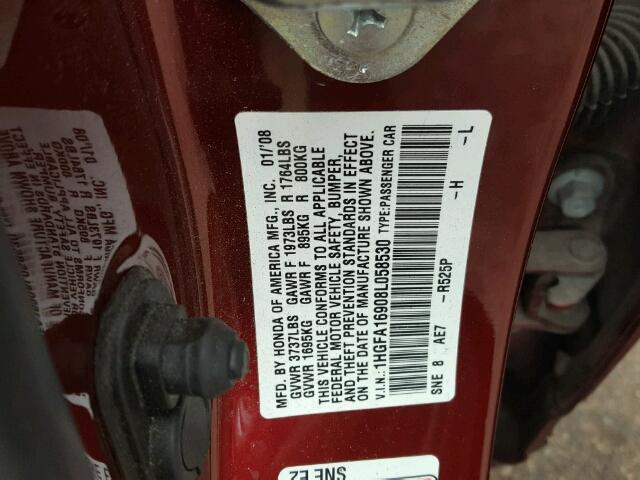 MFD. BY HONDA OF AMERICA MFG., INC. 01/'08
GVWR 3737LBS GAWR F 1973LBS R 1764LBS
GVWR 1695KG GAWR F 895KG R 800KG
THIS VEHICLE CONFORMS TO ALL APPLICABLE
FEDERAL MOTOR VEHICLE SAFETY, BUMPER,
AND THEFT PREVENTION STANDARDS IN EFFECT
ON THE DATE OF MANUFACTURE SHOWN ABOVE.
V.I.N.:1HGFA16908L058530 TYPE:PASSENGER CAR
SNE 8 AE7 -R525P -H -L
SNE E2